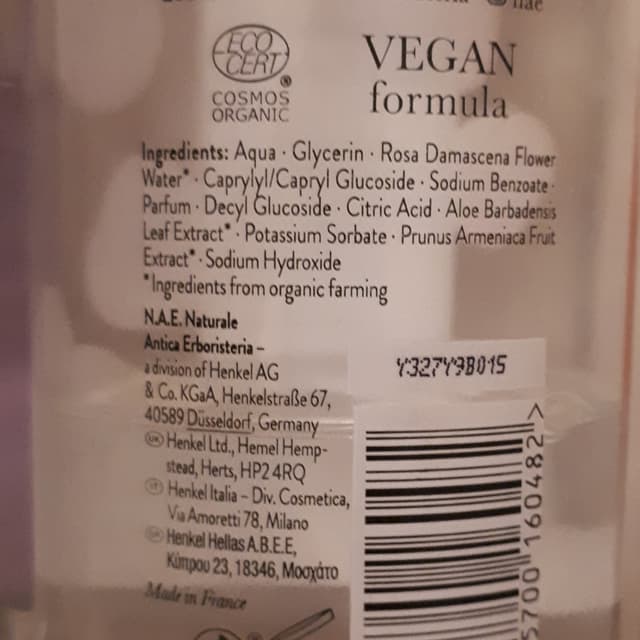 ECO
CERT
®
COSMOS
ORGANIC
VEGAN
formula
Ingredients: Aqua · Glycerin · Rosa Damascena Flower
Water* · Caprylyl/Capryl Glucoside · Sodium Benzoate ·
Parfum · Decyl Glucoside · Citric Acid · Aloe Barbadensis
Leaf Extract* · Potassium Sorbate · Prunus Armeniaca Fruit
Extract* · Sodium Hydroxide
*Ingredients from organic farming
N.A.E. Naturale
Antica Erboristeria –
a division of Henkel AG
& Co. KGaA, Henkelstraße 67,
40589 Düsseldorf, Germany
UK Henkel Ltd., Hemel Hemp-
stead, Herts, HP2 4RQ
IT Henkel Italia – Div. Cosmetica,
Via Amoretti 78, Milano
Henkel Hellas A.B.E.E,
Κύπρου 23, 18346, Μοσχάτο
Made in France
Y327Y9B015
5700 160482 >